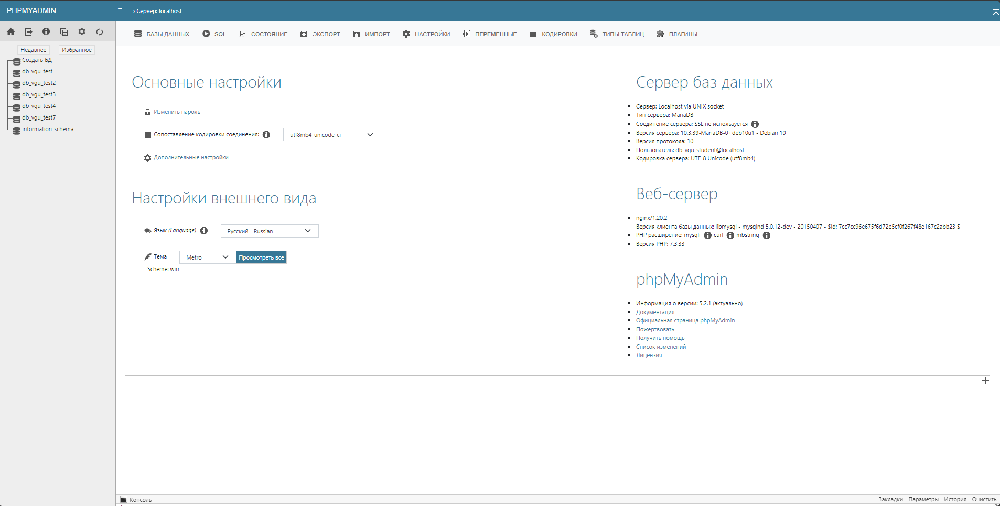 PHPMYADMIN
← › Сервер: localhost
БАЗЫ ДАННЫХ SQL СОСТОЯНИЕ ЭКСПОРТ ИМПОРТ НАСТРОЙКИ ПЕРЕМЕННЫЕ КОДИРОВКИ ТИПЫ ТАБЛИЦ ПЛАГИНЫ
Недавнее Избранное
Создать БД
db_vgu_test
db_vgu_test2
db_vgu_test3
db_vgu_test4
db_vgu_test7
information_schema
Основные настройки
Изменить пароль
Сопоставление кодировки соединения: utf8mb4_unicode_ci
Дополнительные настройки
Настройки внешнего вида
Язык (Language) Русский - Russian
Тема Metro Просмотреть все
Scheme: win
Сервер баз данных
Сервер: Localhost via UNIX socket
Тип сервера: MariaDB
Соединение сервера: SSL не используется
Версия сервера: 10.3.39-MariaDB-0+deb10u1 - Debian 10
Версия протокола: 10
Пользователь: db_vgu_student@localhost
Кодировка сервера: UTF-8 Unicode (utf8mb4)
Веб-сервер
nginx/1.20.2
Версия клиента базы данных: libmysql - mysqlnd 5.0.12-dev - 20150407 - $Id: 7cc7cc96e675f6d72e5cf0f267f48e167c2abb23 $
PHP расширение: mysqli curl mbstring
Версия PHP: 7.3.33
phpMyAdmin
Информация о версии: 5.2.1 (актуально)
Документация
Официальная страница phpMyAdmin
Пожертвовать
Получить помощь
Список изменений
Лицензия
Консоль Закладки Параметры История Очистить